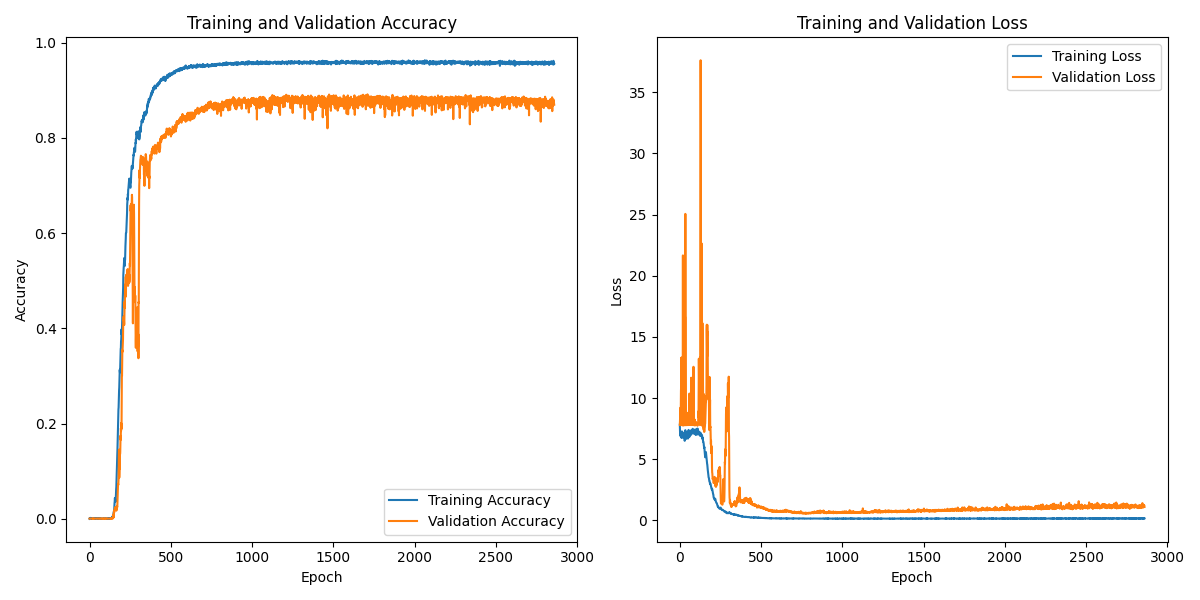 Training and Validation Accuracy
1.0
0.8
0.6
0.4
0.2
0.0
Accuracy
Training Accuracy
Validation Accuracy
0 500 1000 1500 2000 2500 3000
Epoch
Training and Validation Loss
Training Loss
Validation Loss
35
30
25
20
15
10
5
0
Loss
0 500 1000 1500 2000 2500 3000
Epoch